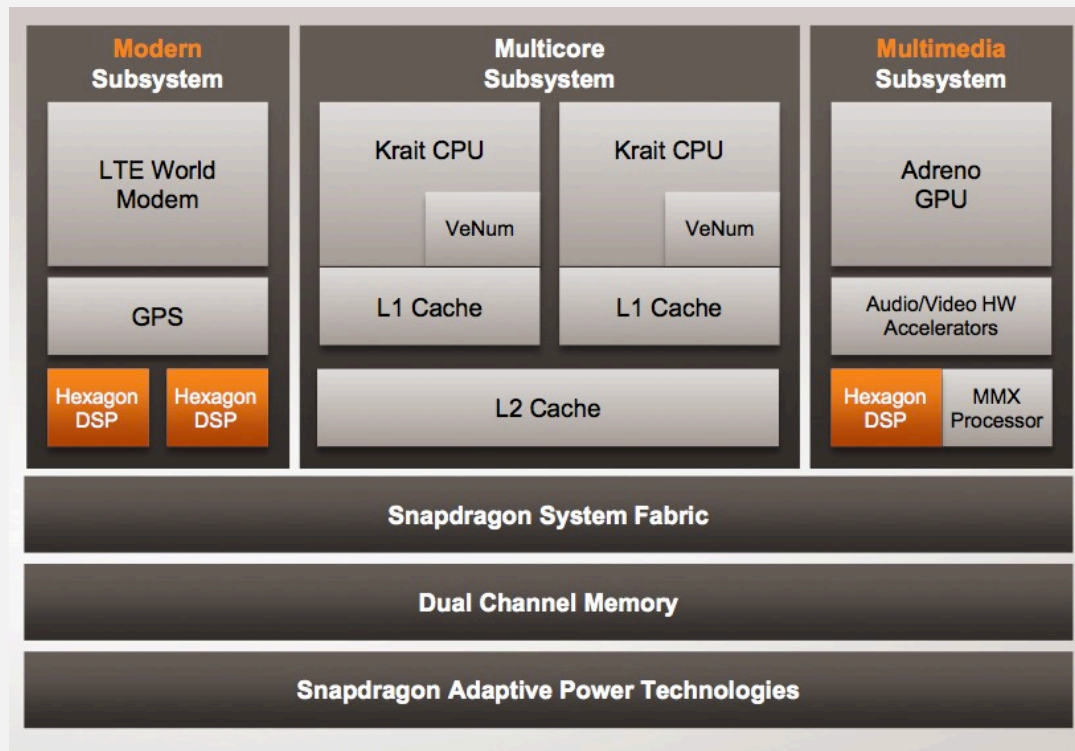 Modern
Subsystem
LTE World
Modem
GPS
Hexagon
DSP
Hexagon
DSP
Multicore
Subsystem
Krait CPU
VeNum
L1 Cache
Krait CPU
VeNum
L1 Cache
L2 Cache
Multimedia
Subsystem
Adreno
GPU
Audio/Video HW
Accelerators
Hexagon
DSP
MMX
Processor
Snapdragon System Fabric
Dual Channel Memory
Snapdragon Adaptive Power Technologies